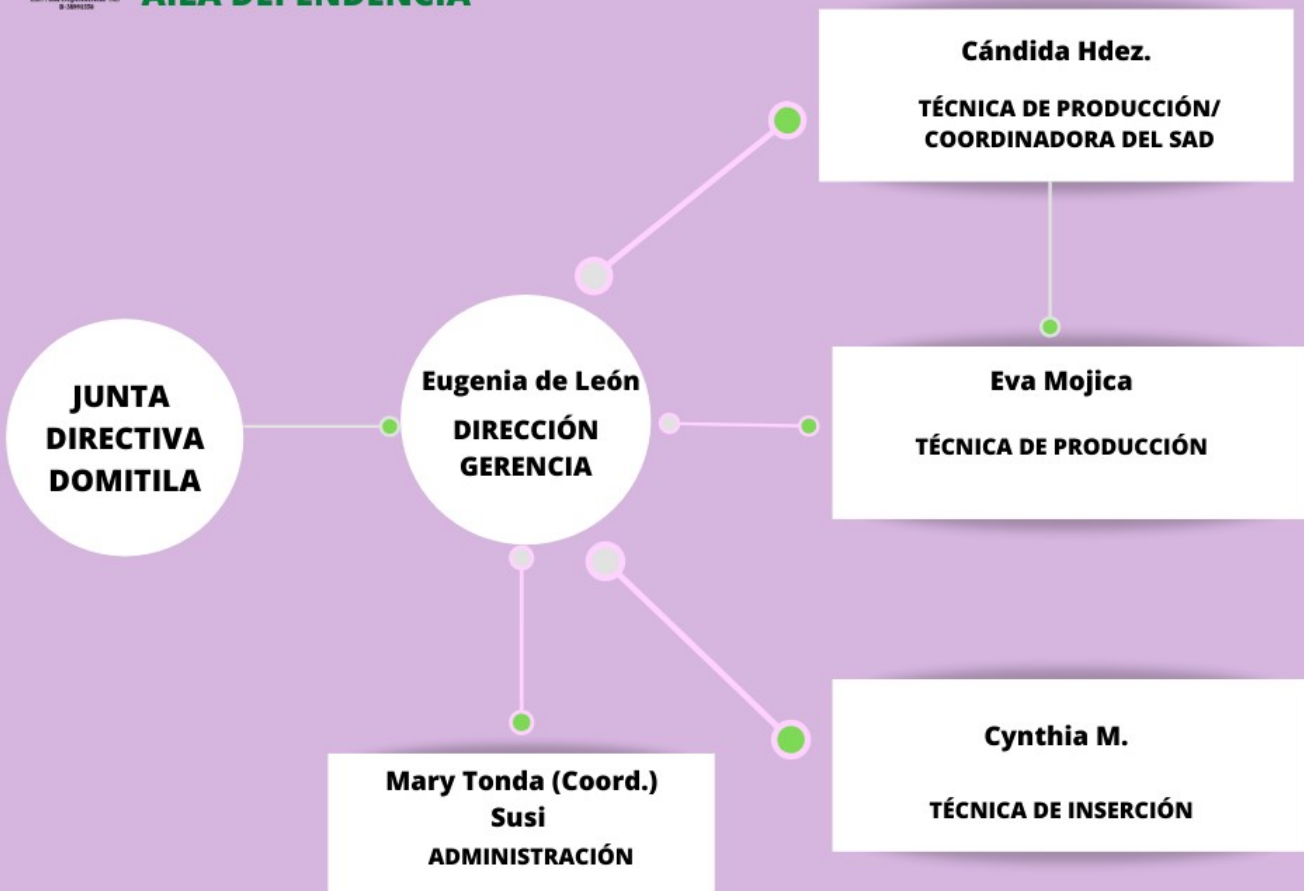 AILA DEPENDENCIA
Cándida Hdez.
TÉCNICA DE PRODUCCIÓN/
COORDINADORA DEL SAD
JUNTA
DIRECTIVA
DOMITILA
Eugenia de León
DIRECCIÓN
GERENCIA
Eva Mojica
TÉCNICA DE PRODUCCIÓN
Cynthia M.
TÉCNICA DE INSERCIÓN
Mary Tonda (Coord.)
Susi
ADMINISTRACIÓN